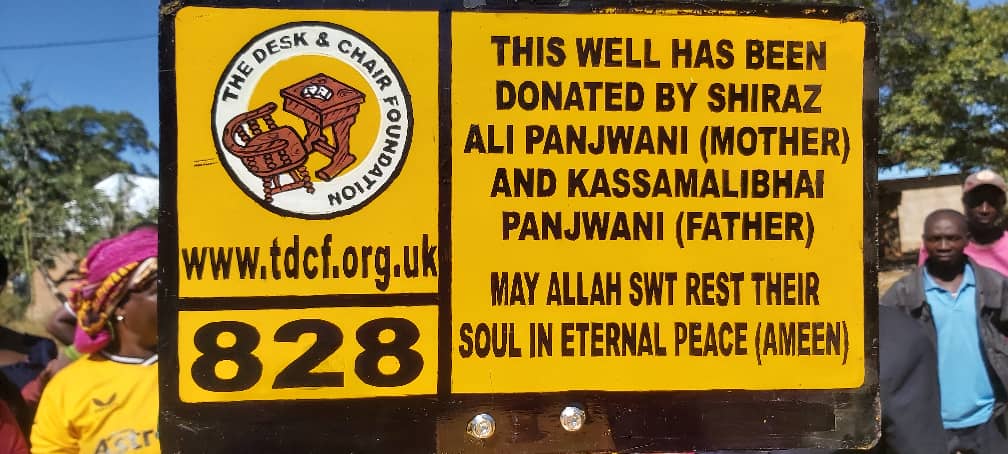 THE DESK & CHAIR FOUNDATION
www.tdcf.org.uk
828
THIS WELL HAS BEEN
DONATED BY SHIRAZ
ALI PANJWANI (MOTHER)
AND KASSAMALIBHAI
PANJWANI (FATHER)
MAY ALLAH SWT REST THEIR
SOUL IN ETERNAL PEACE (AMEEN)